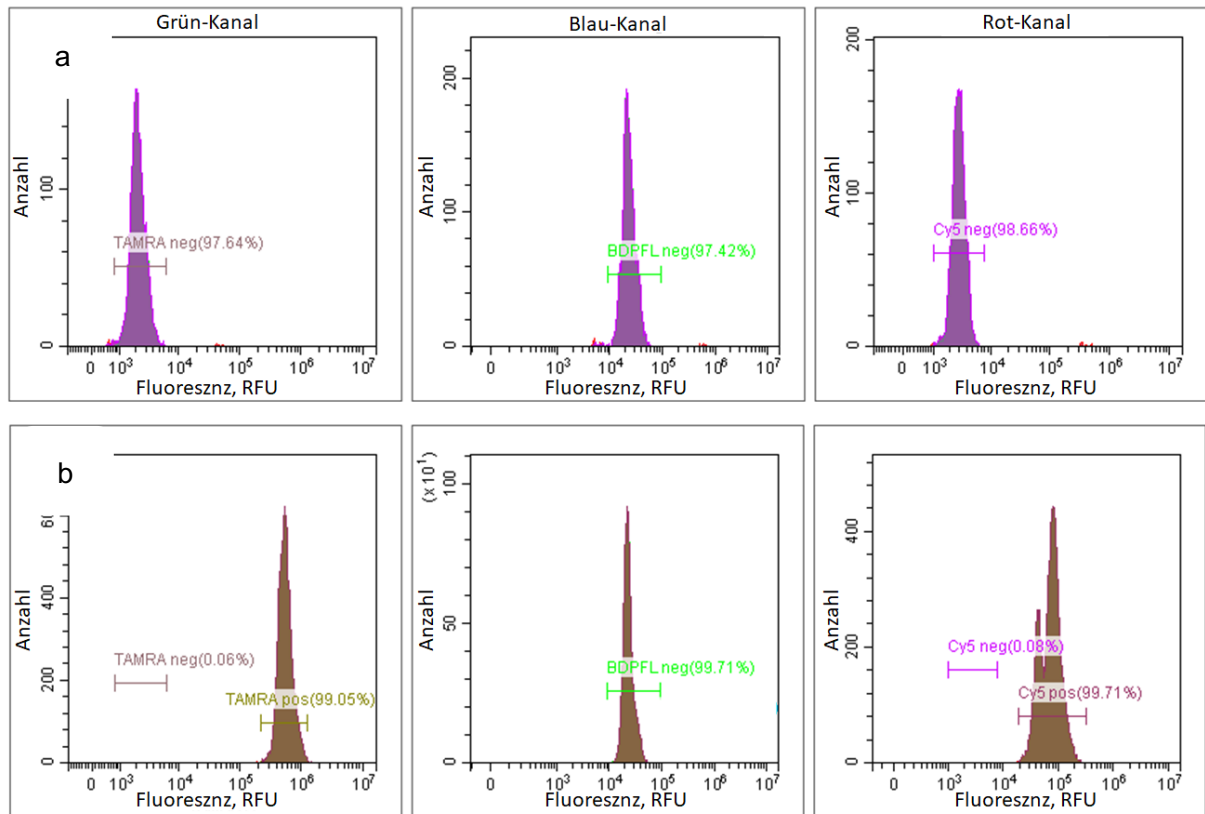 Grün-Kanal
Blau-Kanal
Rot-Kanal
a
Anzahl
100
0
TAMRA neg(97.64%)
0 10³ 10⁴ 10⁵ 10⁶ 10⁷
Fluoresznz, RFU
Anzahl
200
100
0
BDPFL neg(97.42%)
0 10³ 10⁴ 10⁵ 10⁶ 10⁷
Fluoresznz, RFU
Anzahl
200
100
0
Cy5 neg(98.66%)
0 10³ 10⁴ 10⁵ 10⁶ 10⁷
Fluoresznz, RFU
b
Anzahl
400
200
0
TAMRA neg(0.06%)
TAMRA pos(99.05%)
0 10³ 10⁴ 10⁵ 10⁶ 10⁷
Fluoresznz, RFU
(x10¹)
Anzahl
100
50
0
BDPFL neg(99.71%)
0 10³ 10⁴ 10⁵ 10⁶ 10⁷
Fluoresznz, RFU
Anzahl
400
200
0
Cy5 neg(0.08%)
Cy5 pos(99.71%)
0 10³ 10⁴ 10⁵ 10⁶ 10⁷
Fluoresznz, RFU